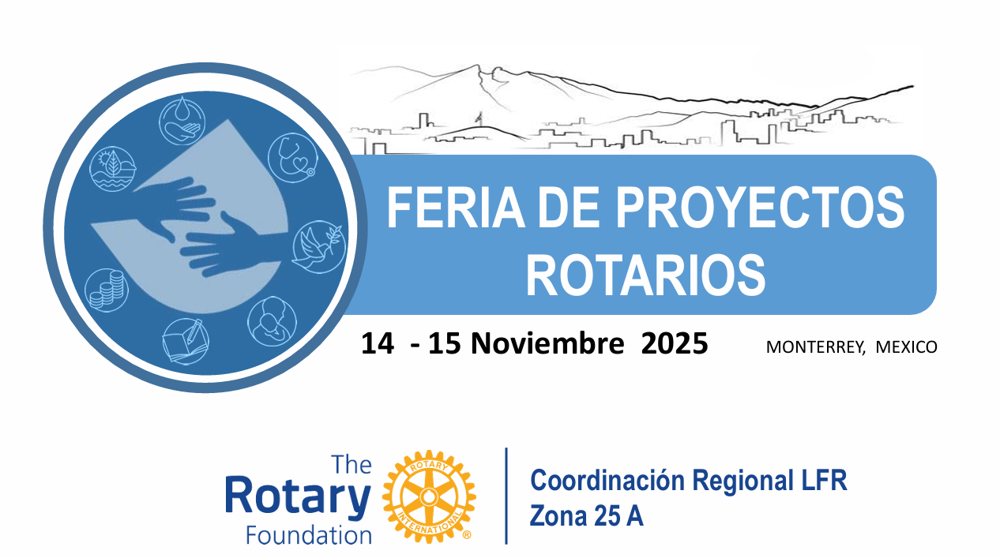 FERIA DE PROYECTOS
ROTARIOS
14 - 15 Noviembre 2025
MONTERREY, MEXICO
The
Rotary
Foundation
ROTARY
INTERNATIONAL
®
Coordinación Regional LFR
Zona 25 A